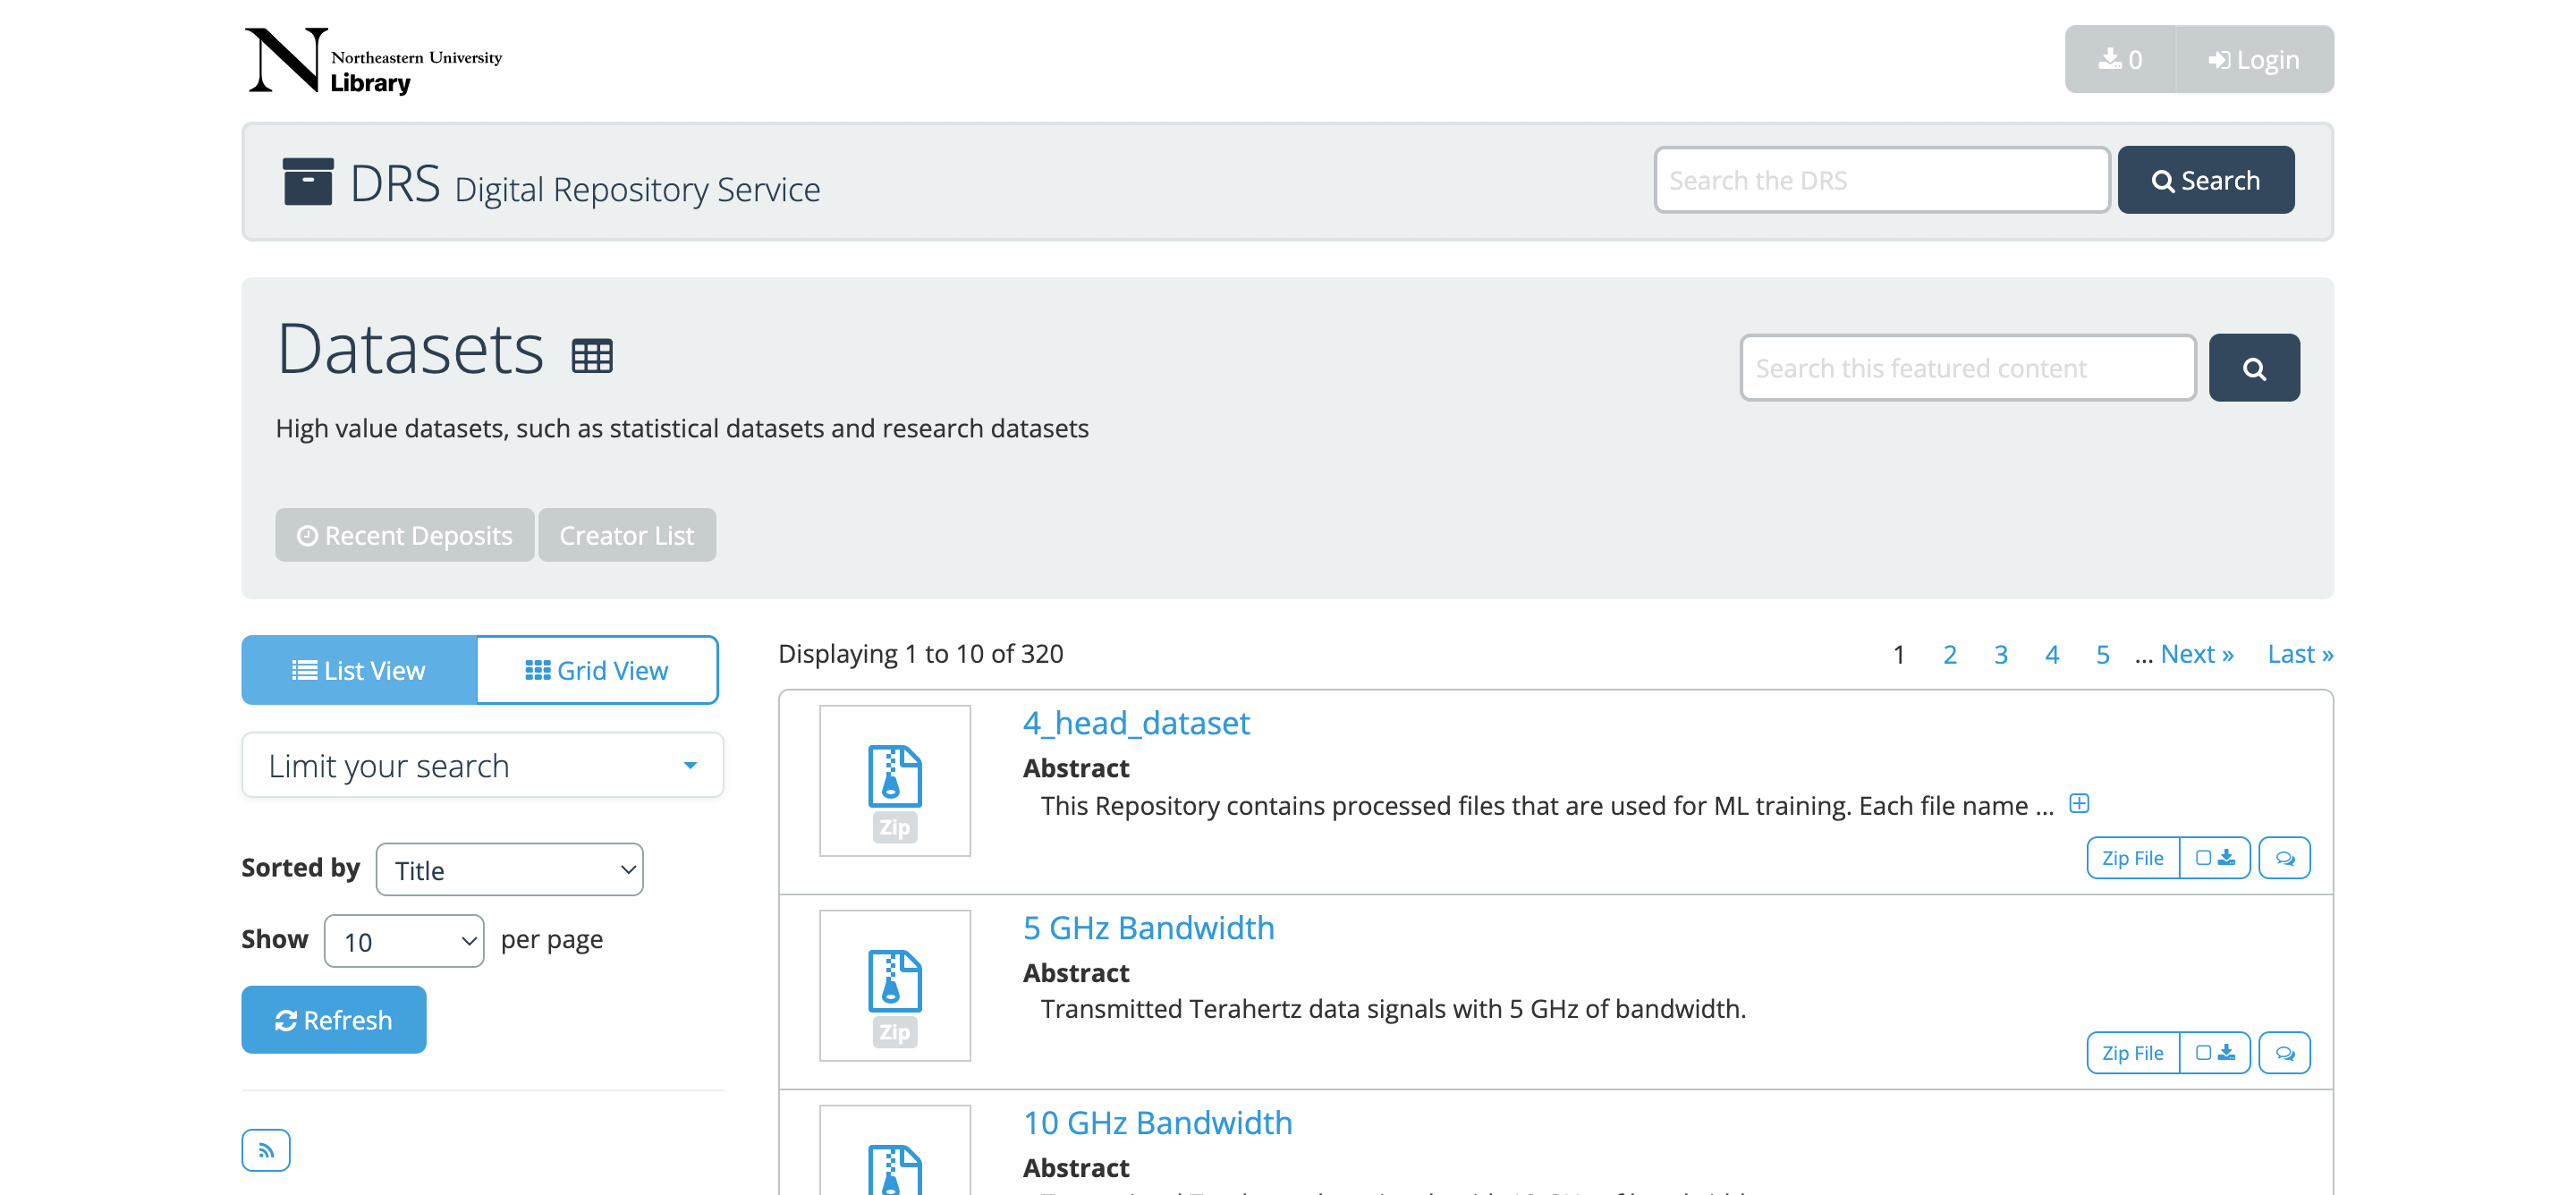 N Northeastern University
Library
0 Login
DRS Digital Repository Service
Search the DRS
Search
Datasets
Search this featured content
High value datasets, such as statistical datasets and research datasets
Recent Deposits Creator List
List View Grid View
Displaying 1 to 10 of 320
1 2 3 4 5 ... Next » Last »
Limit your search
Sorted by Title
Show 10 per page
Refresh
4_head_dataset
Abstract
This Repository contains processed files that are used for ML training. Each file name ...
Zip
Zip File
5 GHz Bandwidth
Abstract
Transmitted Terahertz data signals with 5 GHz of bandwidth.
Zip
Zip File
10 GHz Bandwidth
Abstract